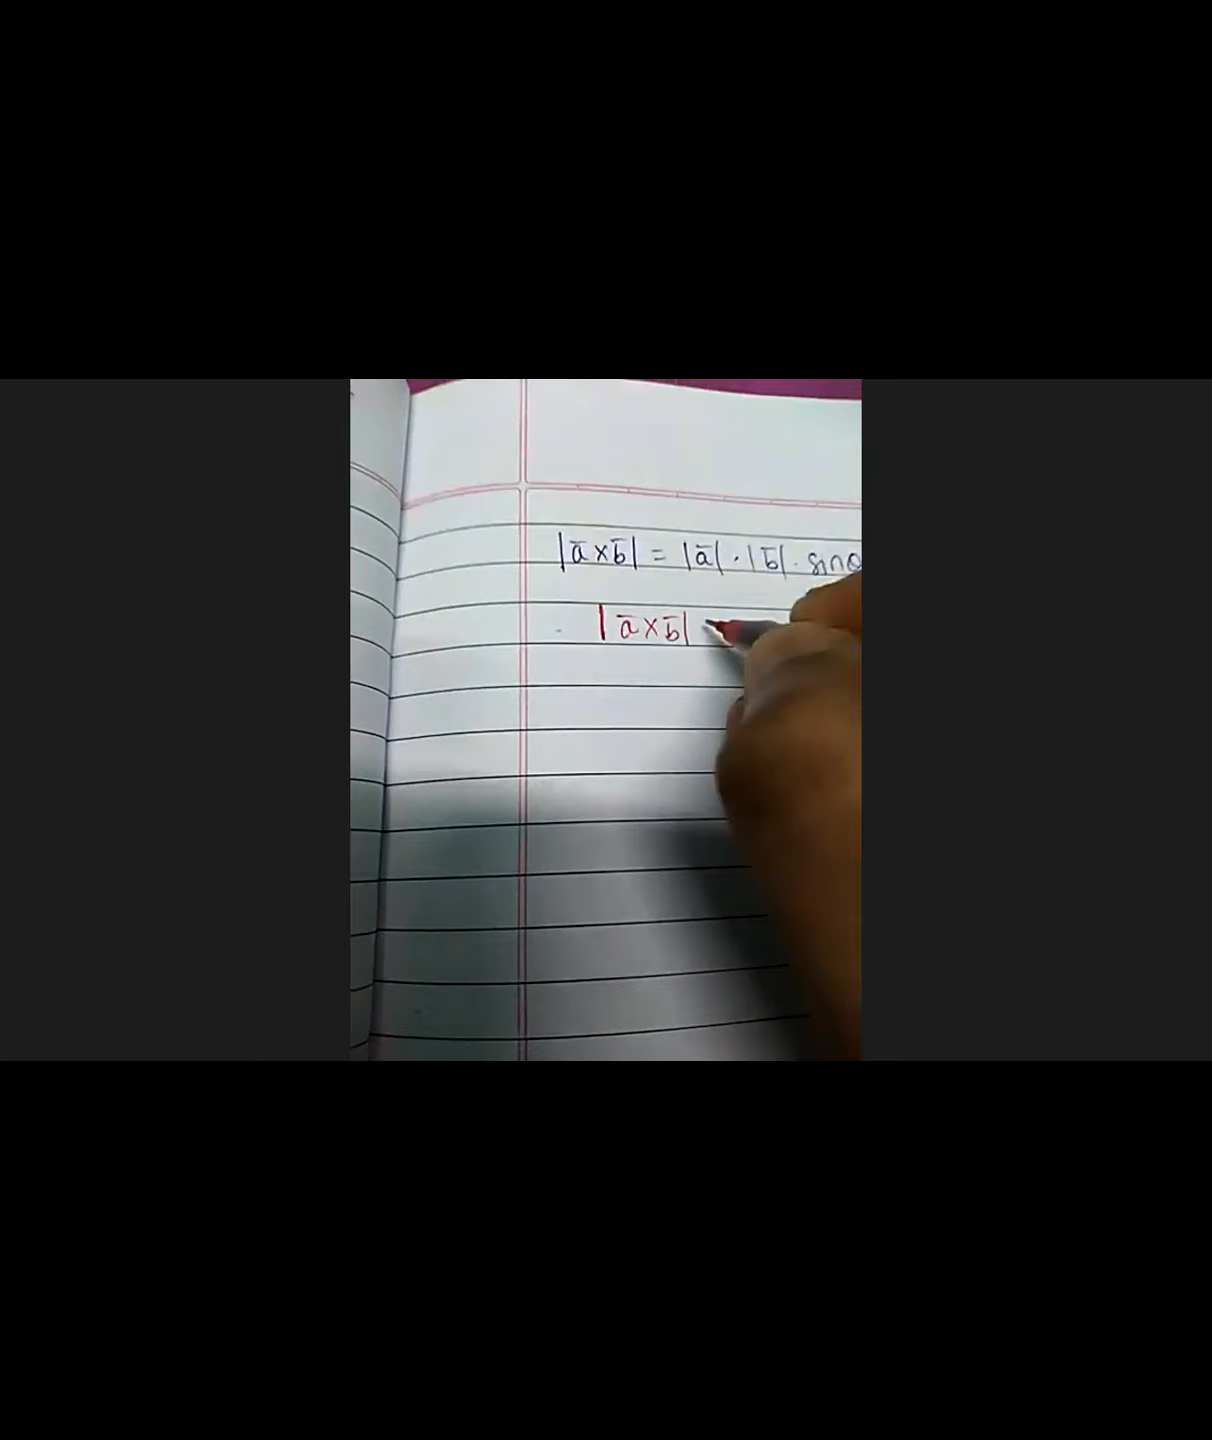 |a̅ × b̅| = |a̅| · |b̅| · sinθ
|a̅ × b̅|